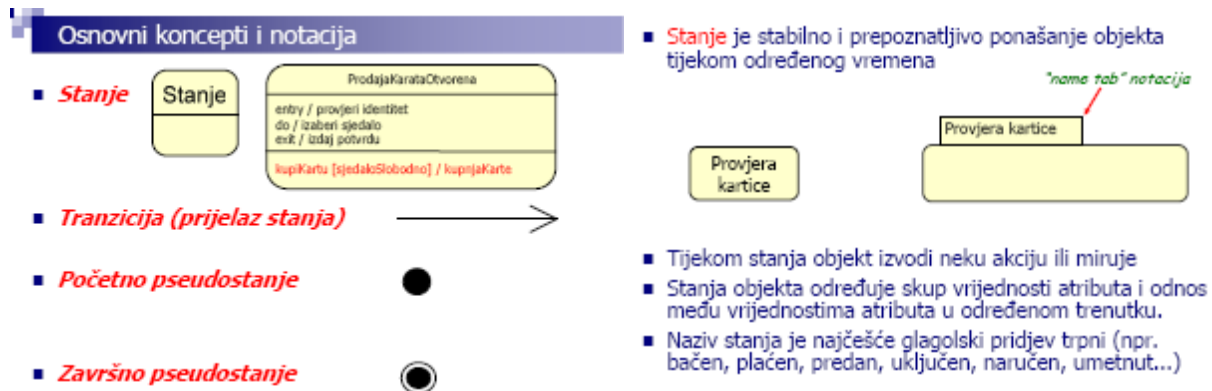 Osnovni koncepti i notacija
Stanje
Stanje
ProdajaKarataOtvorena
entry / provjeri identitet
do / izaberi sjedalo
exit / izdaj potvrdu
kupiKartu [sjedaloSlobodno] / kupnjaKarte
Tranzicija (prijelaz stanja)
Početno pseudostanje
Završno pseudostanje
Stanje je stabilno i prepoznatljivo ponašanje objekta
tijekom određenog vremena
"name tab" notacija
Provjera kartice
Provjera
kartice
Tijekom stanja objekt izvodi neku akciju ili miruje
Stanja objekta određuje skup vrijednosti atributa i odnos
među vrijednostima atributa u određenom trenutku.
Naziv stanja je najčešće glagolski pridjev trpni (npr.
bačen, plaćen, predan, uključen, naručen, umetnut...)